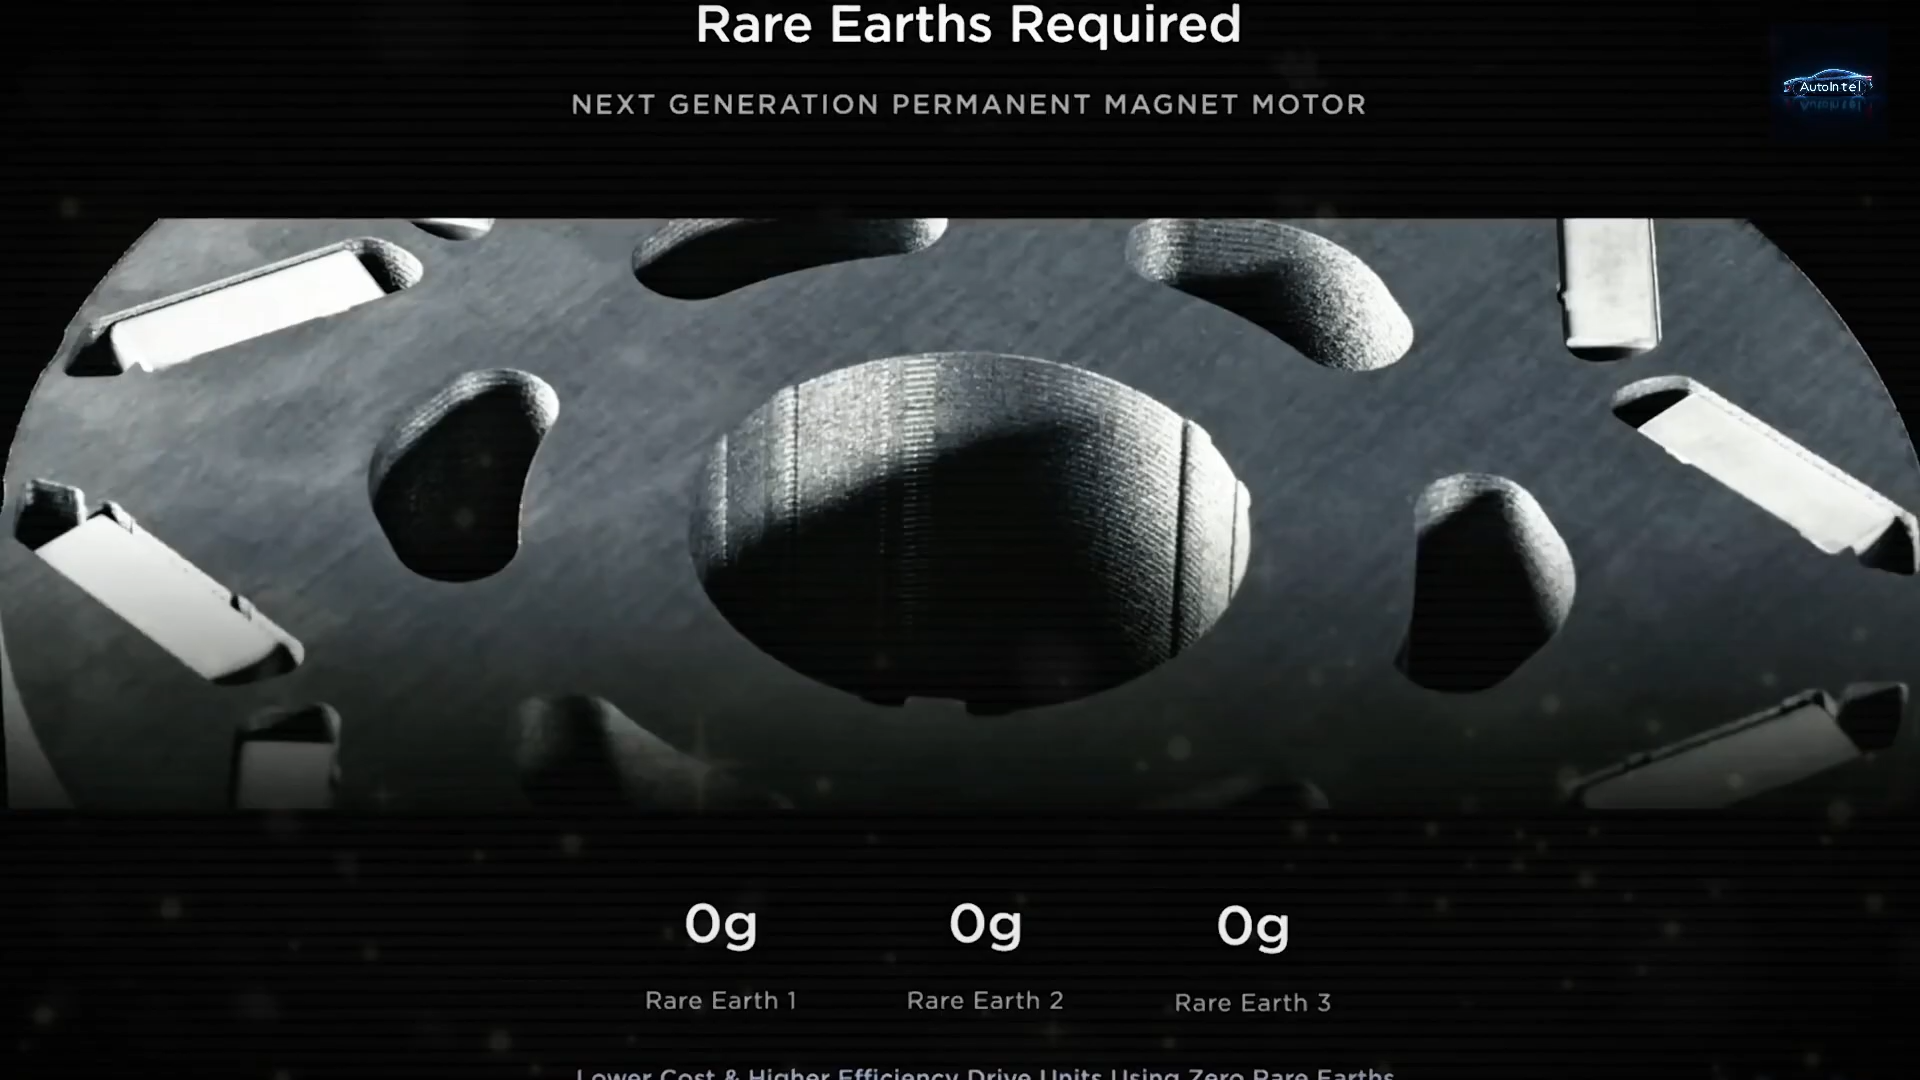 Rare Earths Required
NEXT GENERATION PERMANENT MAGNET MOTOR
AutoIntel
0g 0g 0g
Rare Earth 1 Rare Earth 2 Rare Earth 3
Lower Cost & Higher Efficiency Drive Units Using Zero Rare Earths